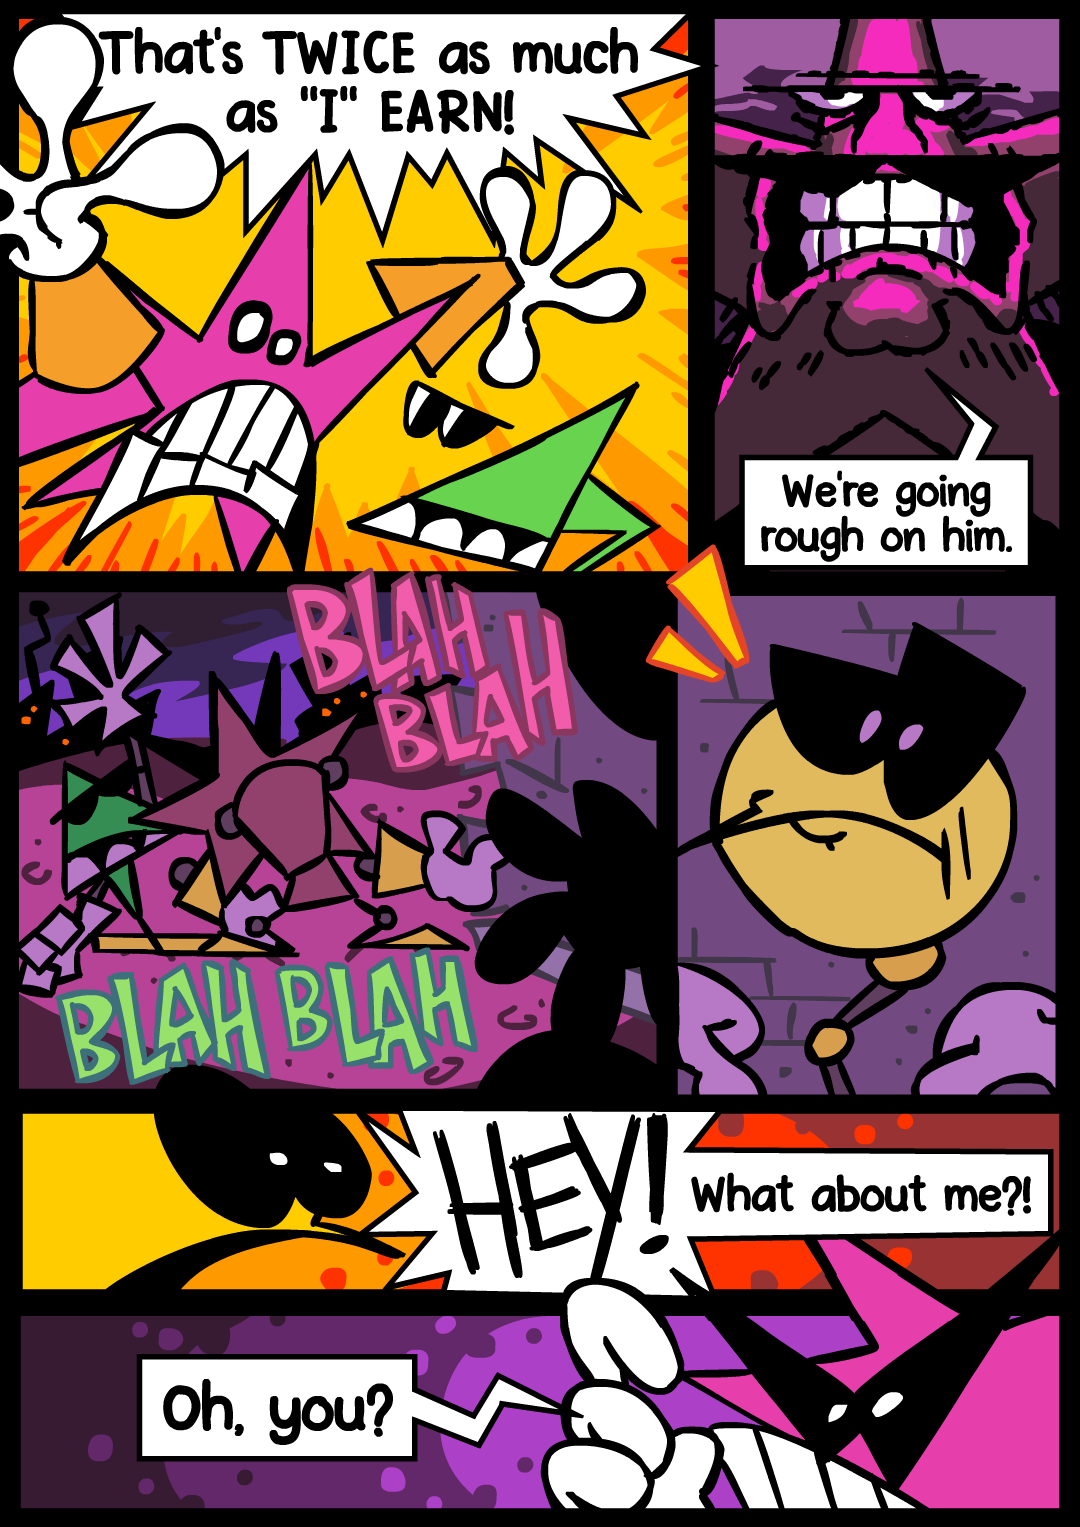 That's TWICE as much
as "I" EARN!
We're going
rough on him.
BLAH
BLAH
BLAH BLAH
HEY!
What about me?!
Oh, you?